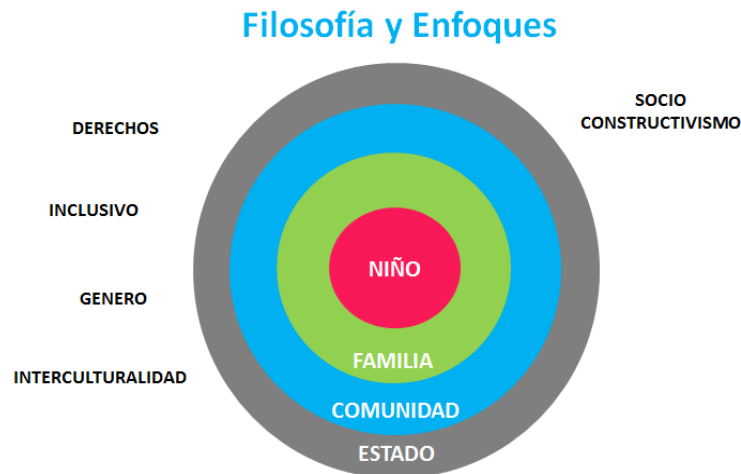 Filosofía y Enfoques
DERECHOS
INCLUSIVO
GENERO
INTERCULTURALIDAD
SOCIO
CONSTRUCTIVISMO
NIÑO
FAMILIA
COMUNIDAD
ESTADO